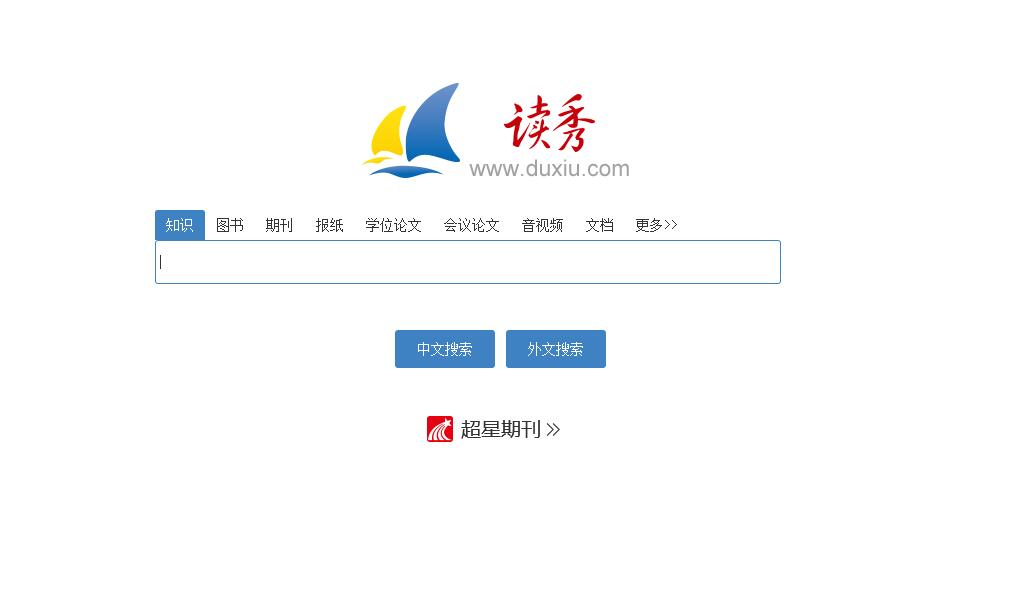 读秀
www.duxiu.com
知识 图书 期刊 报纸 学位论文 会议论文 音视频 文档 更多>>
中文搜索 外文搜索
超星期刊 >>